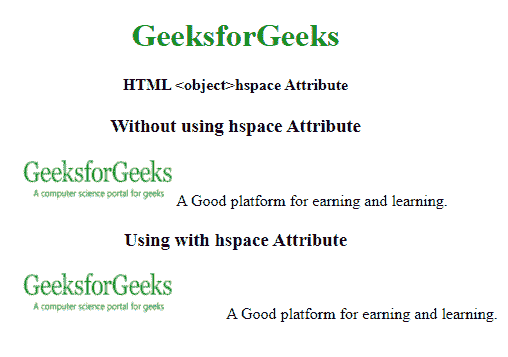 GeeksforGeeks
HTML <object>hspace Attribute
Without using hspace Attribute
GeeksforGeeks
A computer science portal for geeks
A Good platform for earning and learning.
Using with hspace Attribute
GeeksforGeeks
A computer science portal for geeks
A Good platform for earning and learning.